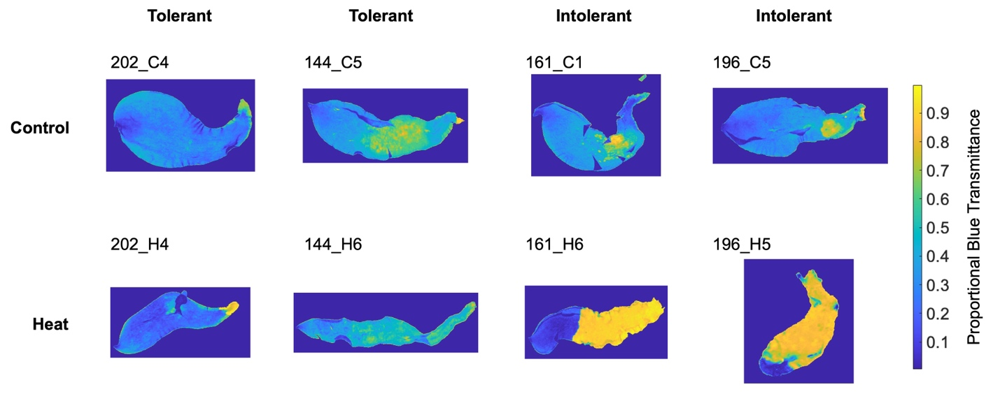 Tolerant Tolerant Intolerant Intolerant
202_C4 144_C5 161_C1 196_C5
Control
0.9
0.8
0.7
0.6
0.5
0.4
0.3
0.2
0.1
Proportional Blue Transmittance
202_H4 144_H6 161_H6 196_H5
Heat